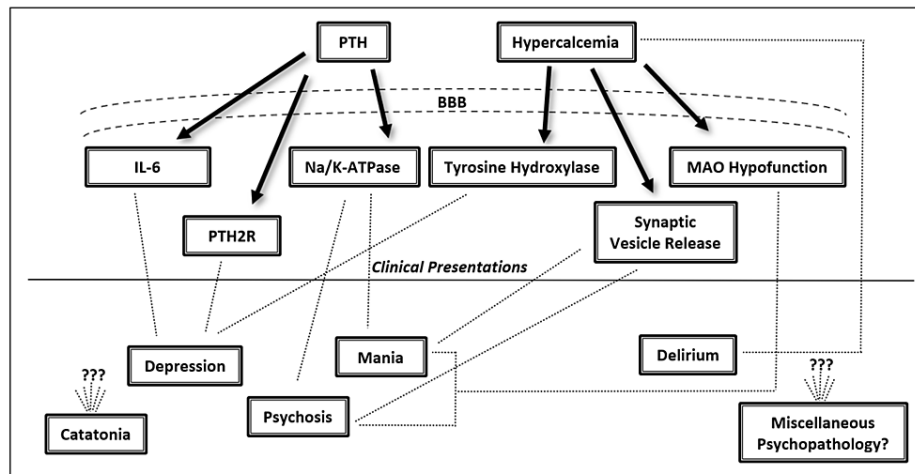 PTH
Hypercalcemia
BBB
IL-6
Na/K-ATPase
Tyrosine Hydroxylase
MAO Hypofunction
PTH2R
Synaptic
Vesicle Release
Clinical Presentations
Depression
Mania
Delirium
???
???
Catatonia
Psychosis
Miscellaneous
Psychopathology?